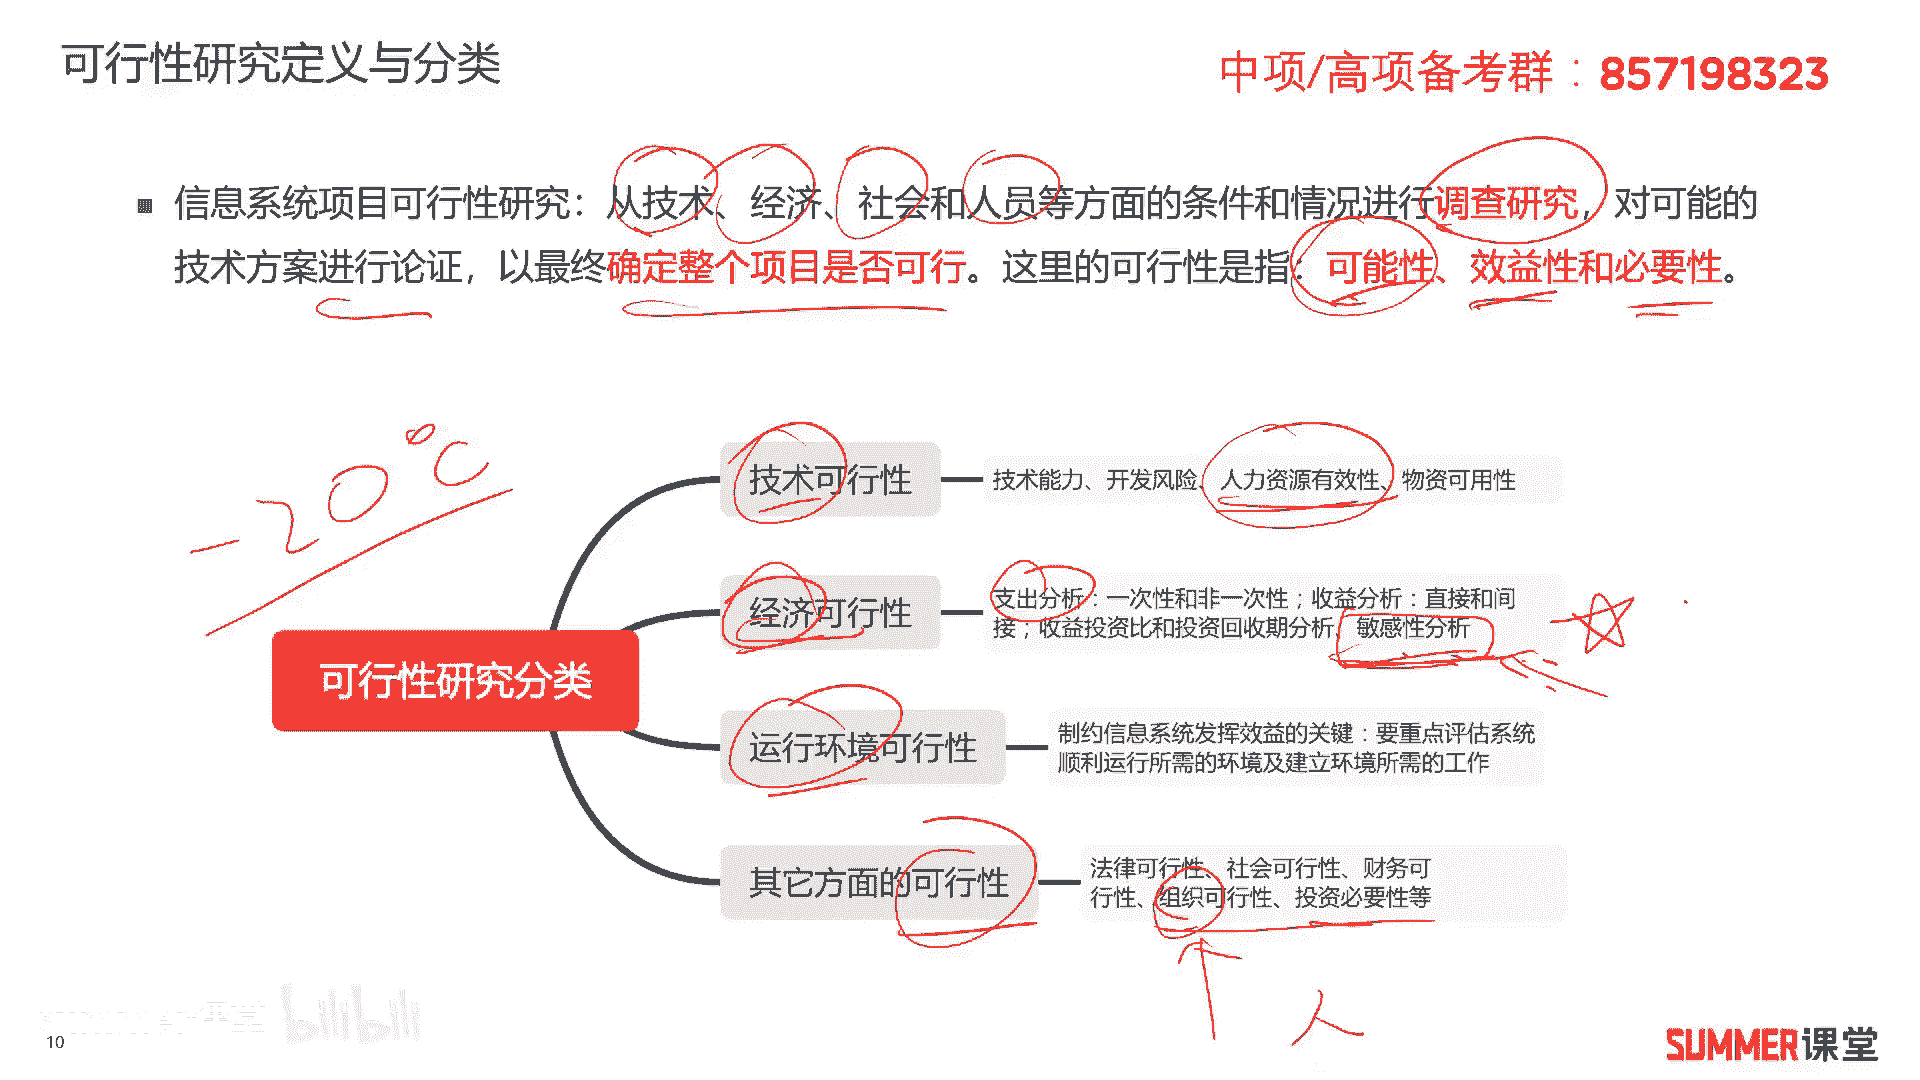 可行性研究定义与分类
中项/高项备考群：857198323
信息系统项目可行性研究：从技术、经济、社会和人员等方面的条件和情况进行调查研究，对可能的
技术方案进行论证，以最终确定整个项目是否可行。这里的可行性是指：可能性、效益性和必要性。
-20℃
可行性研究分类
技术可行性
技术能力、开发风险、人力资源有效性、物资可用性
经济可行性
支出分析：一次性和非一次性；收益分析：直接和间
接；收益投资比和投资回收期分析、敏感性分析
运行环境可行性
制约信息系统发挥效益的关键：要重点评估系统
顺利运行所需的环境及建立环境所需的工作
其它方面的可行性
法律可行性、社会可行性、财务可
行性、组织可行性、投资必要性等
人
summer课堂 bilibili
10
SUMMER课堂